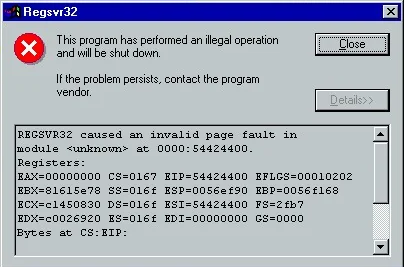 Regsvr32
This program has performed an illegal operation
and will be shut down.
If the problem persists, contact the program
vendor.
Close
Details>>
REGSVR32 caused an invalid page fault in
module <unknown> at 0000:54424400.
Registers:
EAX=00000000 CS=0167 EIP=54424400 EFLGS=00010202
EBX=81615e78 SS=016f ESP=0056ef90 EBP=0056f168
ECX=c1450830 DS=016f ESI=54424400 FS=2fb7
EDX=c0026920 ES=016f EDI=00000000 GS=0000
Bytes at CS:EIP: